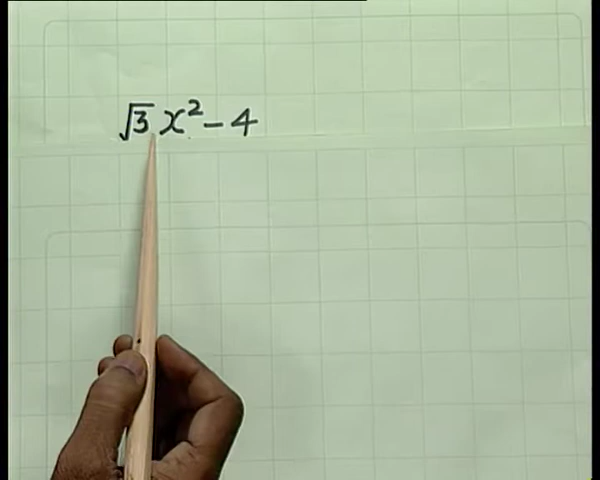 √3 x² – 4